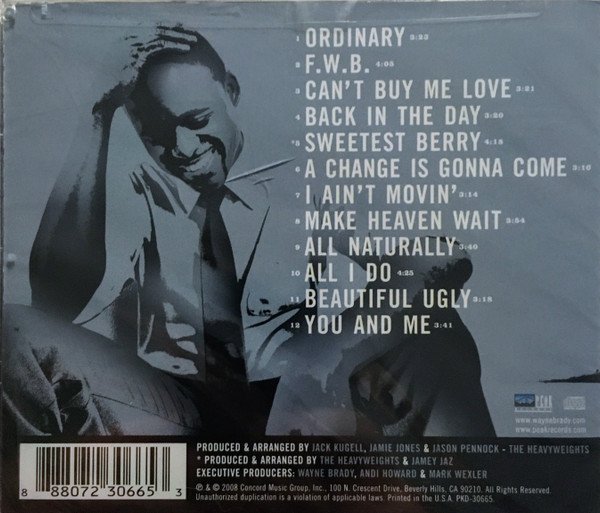 1 ORDINARY 3:23
2 F.W.B. 4:05
3 CAN'T BUY ME LOVE 3:21
4 BACK IN THE DAY 3:20
*5 SWEETEST BERRY 4:15
6 A CHANGE IS GONNA COME 3:10
7 I AIN'T MOVIN' 3:14
8 MAKE HEAVEN WAIT 3:54
9 ALL NATURALLY 3:40
10 ALL I DO 4:25
11 BEAUTIFUL UGLY 3:18
12 YOU AND ME 3:41
PEAK
www.waynebrady.com
www.peakrecords.com
PRODUCED & ARRANGED BY JACK KUGELL, JAMIE JONES & JASON PENNOCK - THE HEAVYWEIGHTS
* PRODUCED & ARRANGED BY THE HEAVYWEIGHTS & JAMEY JAZ
EXECUTIVE PRODUCERS: WAYNE BRADY, ANDI HOWARD & MARK WEXLER
℗ & © 2008 Concord Music Group, Inc., 100 N. Crescent Drive, Beverly Hills, CA 90210. All Rights Reserved.
Unauthorized duplication is a violation of applicable laws. Printed in the U.S.A. PKD-30665.
8 88072 30665 3